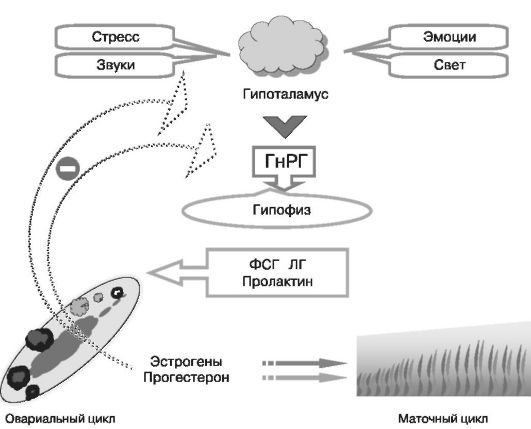 Стресс
Звуки
Эмоции
Свет
Гипоталамус
ГнРГ
Гипофиз
ФСГ ЛГ
Пролактин
Эстрогены
Прогестерон
Овариальный цикл
Маточный цикл